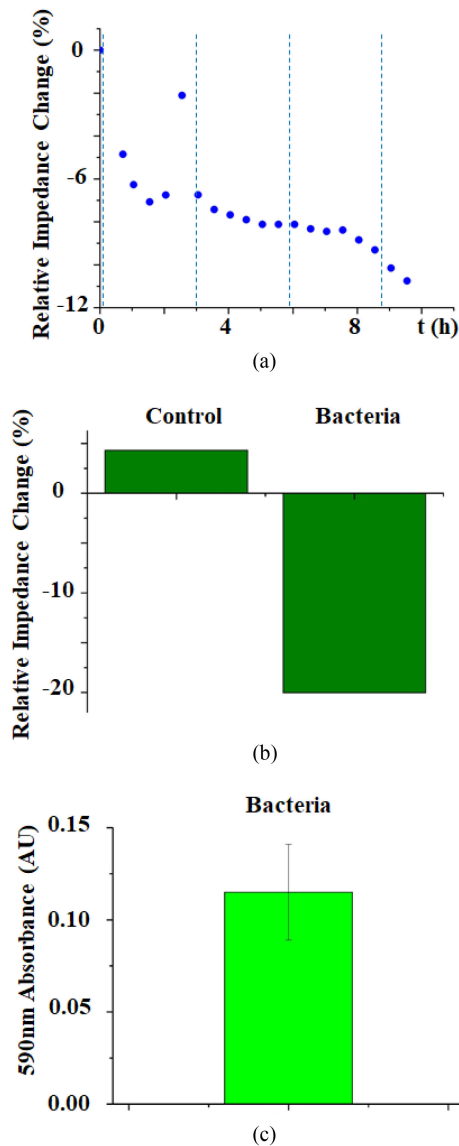 Relative Impedance Change (%)
0
-6
-12
0 4 8 t (h)
(a)
Control Bacteria
Relative Impedance Change (%)
0
-10
-20
(b)
Bacteria
590nm Absorbance (AU)
0.15
0.10
0.05
0.00
(c)